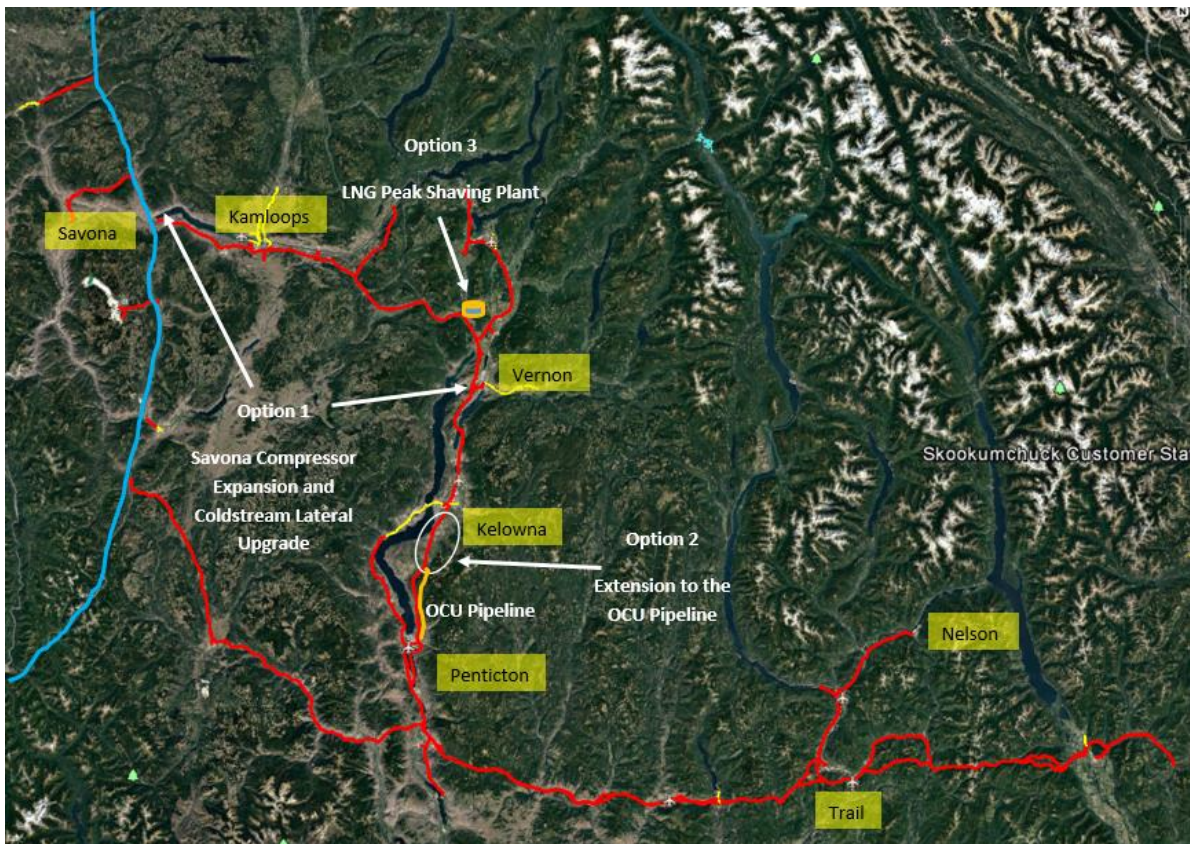 N
Option 3
LNG Peak Shaving Plant
Kamloops
Savona
Vernon
Option 1
Savona Compressor
Expansion and
Coldstream Lateral
Upgrade
Skookumchuck Customer Sta
Kelowna
Option 2
Extension to the
OCU Pipeline
OCU Pipeline
Nelson
Penticton
Trail